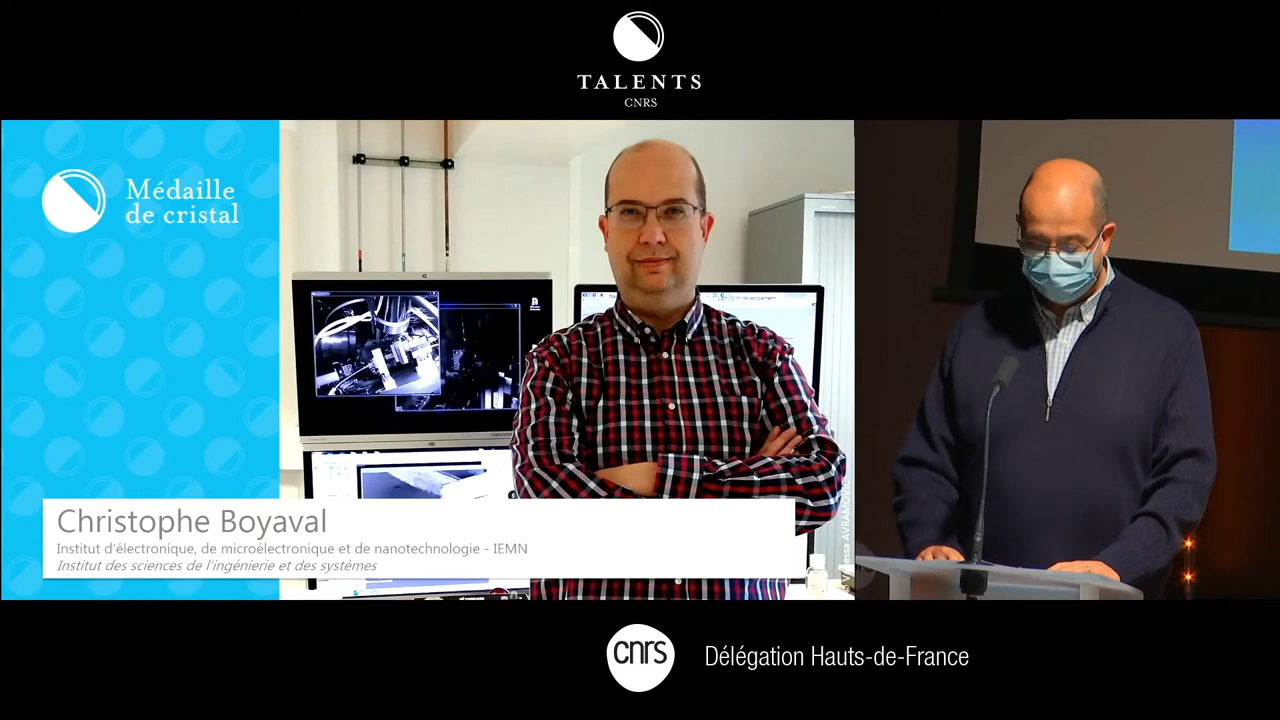 TALENTS
CNRS
Médaille
de cristal
Christophe Boyaval
Institut d'électronique, de microélectronique et de nanotechnologie - IEMN
Institut des sciences de l'ingénierie et des systèmes
cnrs
Délégation Hauts-de-France